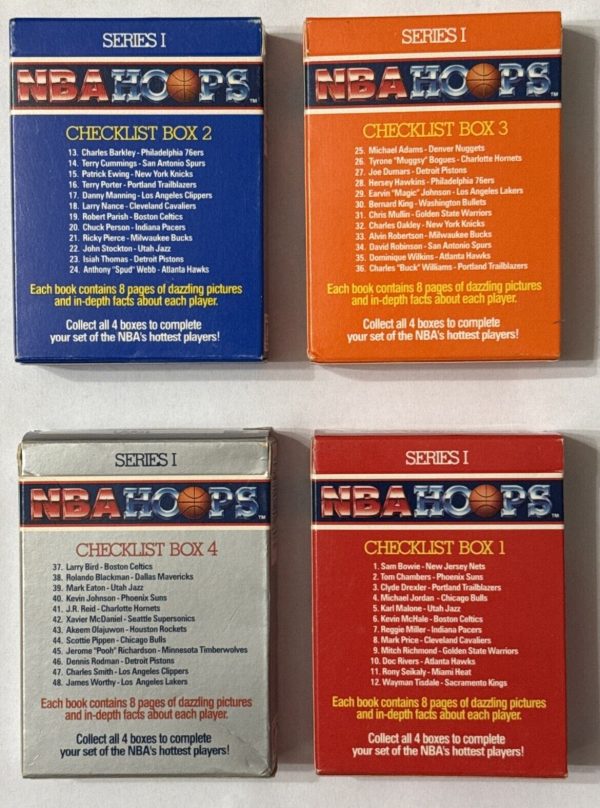 SERIES I
NBA HOOPS™
CHECKLIST BOX 2
13. Charles Barkley - Philadelphia 76ers
14. Terry Cummings - San Antonio Spurs
15. Patrick Ewing - New York Knicks
16. Terry Porter - Portland Trailblazers
17. Danny Manning - Los Angeles Clippers
18. Larry Nance - Cleveland Cavaliers
19. Robert Parish - Boston Celtics
20. Chuck Person - Indiana Pacers
21. Ricky Pierce - Milwaukee Bucks
22. John Stockton - Utah Jazz
23. Isiah Thomas - Detroit Pistons
24. Anthony "Spud" Webb - Atlanta Hawks
Each book contains 8 pages of dazzling pictures
and in-depth facts about each player.
Collect all 4 boxes to complete
your set of the NBA's hottest players!
SERIES I
NBA HOOPS
CHECKLIST BOX 3
25. Michael Adams - Denver Nuggets
26. Tyrone "Muggsy" Bogues - Charlotte Hornets
27. Joe Dumars - Detroit Pistons
28. Hersey Hawkins - Philadelphia 76ers
29. Earvin "Magic" Johnson - Los Angeles Lakers
30. Bernard King - Washington Bullets
31. Chris Mullin - Golden State Warriors
32. Charles Oakley - New York Knicks
33. Alvin Robertson - Milwaukee Bucks
34. David Robinson - San Antonio Spurs
35. Dominique Wilkins - Atlanta Hawks
36. Charles "Buck" Williams - Portland Trailblazers
Each book contains 8 pages of dazzling pictures
and in-depth facts about each player.
Collect all 4 boxes to complete
your set of the NBA's hottest players!
SERIES I
NBA HOOPS™
CHECKLIST BOX 4
37. Larry Bird - Boston Celtics
38. Rolando Blackman - Dallas Mavericks
39. Mark Eaton - Utah Jazz
40. Kevin Johnson - Phoenix Suns
41. J.R. Reid - Charlotte Hornets
42. Xavier McDaniel - Seattle Supersonics
43. Akeem Olajuwon - Houston Rockets
44. Scottie Pippen - Chicago Bulls
45. Jerome "Pooh" Richardson - Minnesota Timberwolves
46. Dennis Rodman - Detroit Pistons
47. Charles Smith - Los Angeles Clippers
48. James Worthy - Los Angeles Lakers
Each book contains 8 pages of dazzling pictures
and in-depth facts about each player.
Collect all 4 boxes to complete
your set of the NBA's hottest players!
SERIES I
NBA HOOPS™
CHECKLIST BOX 1
1. Sam Bowie - New Jersey Nets
2. Tom Chambers - Phoenix Suns
3. Clyde Drexler - Portland Trailblazers
4. Michael Jordan - Chicago Bulls
5. Karl Malone - Utah Jazz
6. Kevin McHale - Boston Celtics
7. Reggie Miller - Indiana Pacers
8. Mark Price - Cleveland Cavaliers
9. Mitch Richmond - Golden State Warriors
10. Doc Rivers - Atlanta Hawks
11. Rony Seikaly - Miami Heat
12. Wayman Tisdale - Sacramento Kings
Each book contains 8 pages of dazzling pictures
and in-depth facts about each player.
Collect all 4 boxes to complete
your set of the NBA's hottest players!